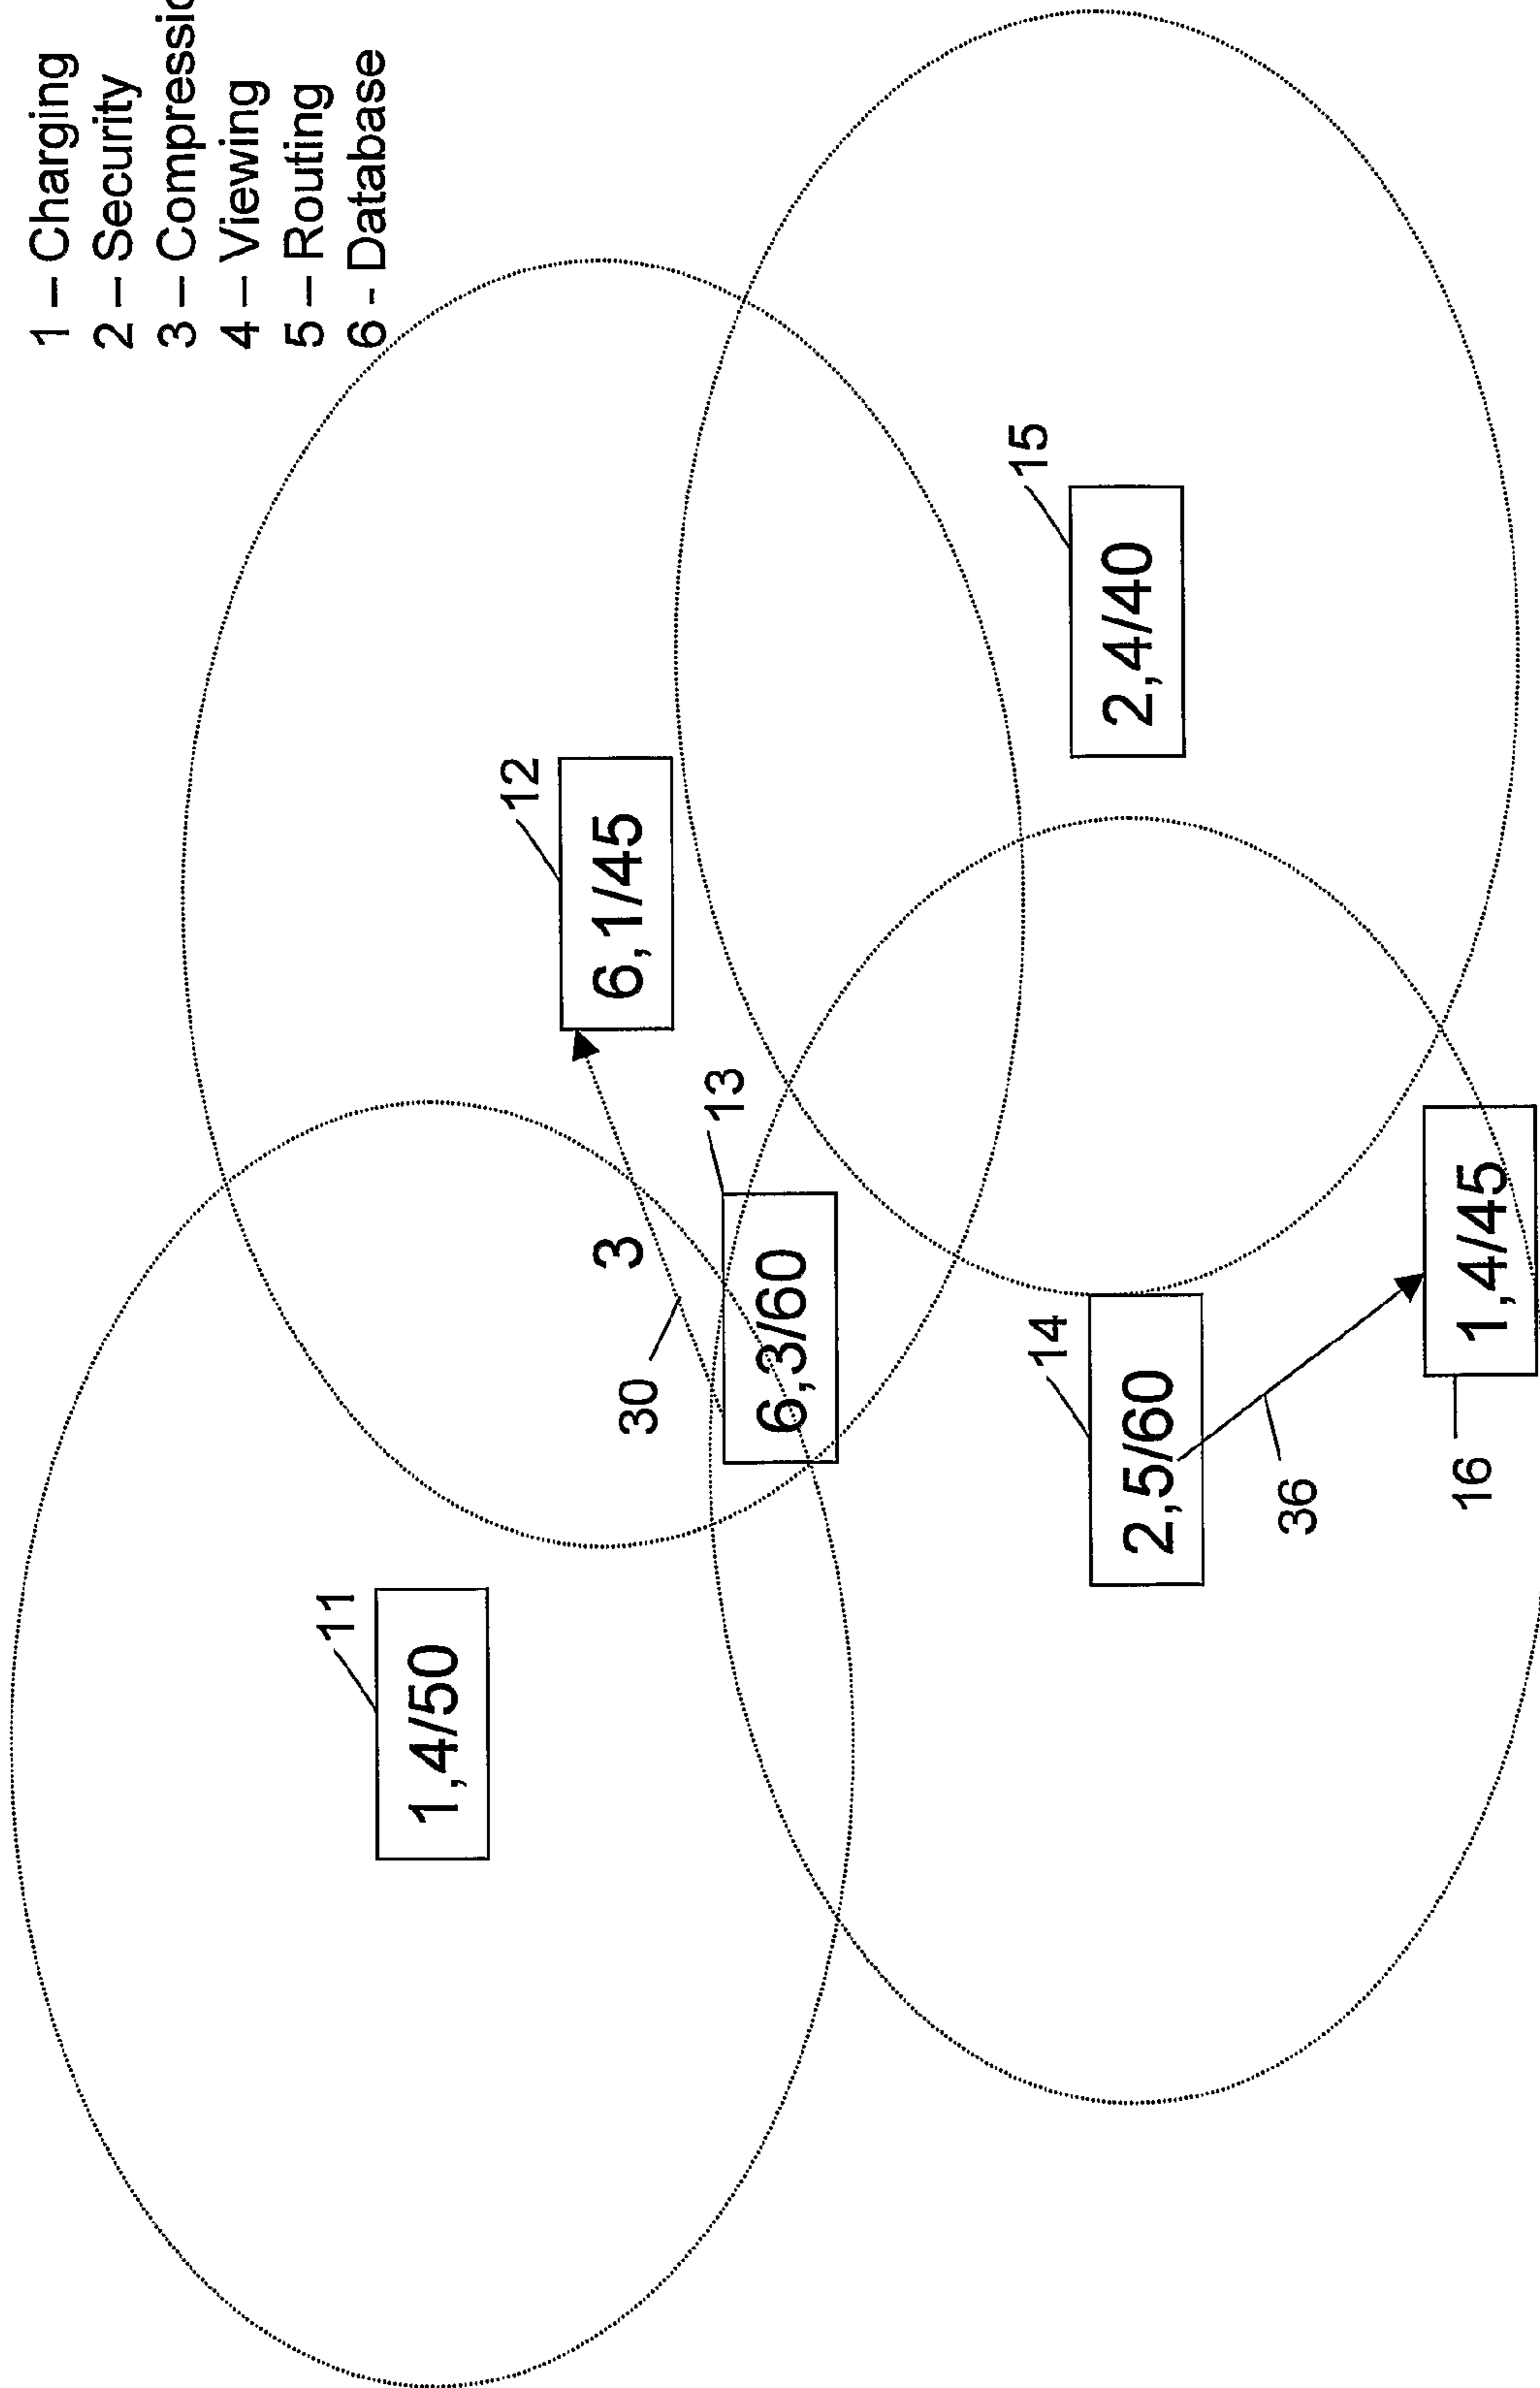 1 – Charging
2 – Security
3 – Compressio
4 – Viewing
5 – Routing
6 - Database
11
1,4/50
12
6,1/45
3
30
13
6,3/60
15
2,4/40
14
2,5/60
36
16
1,4/45